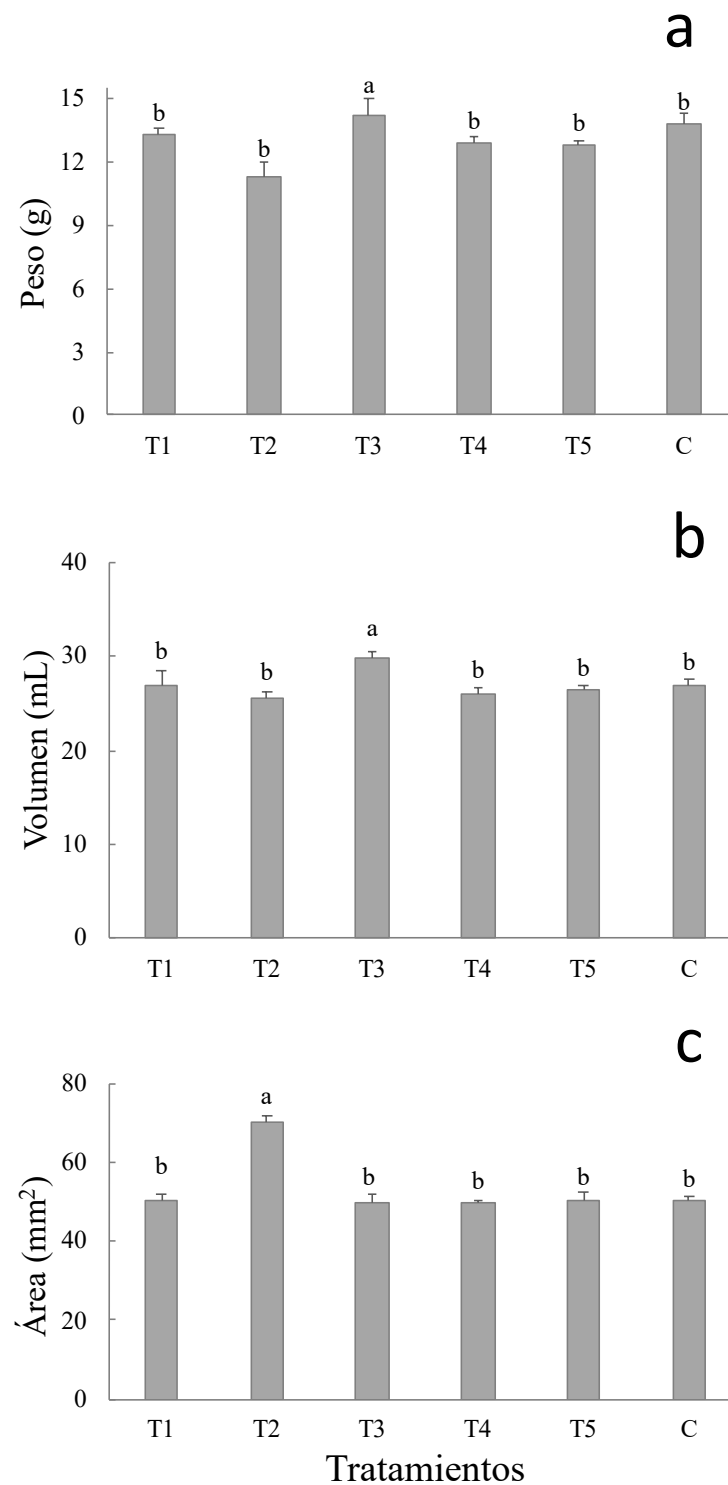 a
15
12
9
6
3
0
Peso (g)
b b a b b b
T1 T2 T3 T4 T5 C
b
40
30
20
10
0
Volumen (mL)
b b a b b b
T1 T2 T3 T4 T5 C
c
80
60
40
20
0
Área (mm²)
b a b b b b
T1 T2 T3 T4 T5 C
Tratamientos